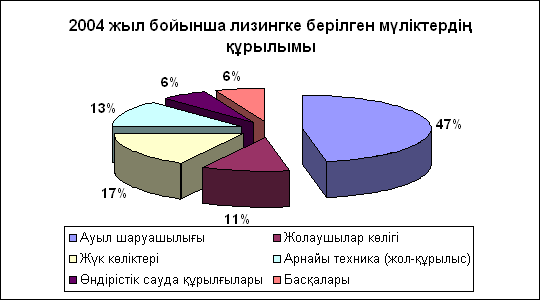 2004 жыл бойынша лизингке берілген мүліктердің
құрылымы
6%
6%
13%
47%
17%
11%
Ауыл шаруашылығы
Жолаушылар көлігі
Жүк көліктері
Арнайы техника (жол-құрылыс)
Өндірістік сауда құрылғылары
Басқалары